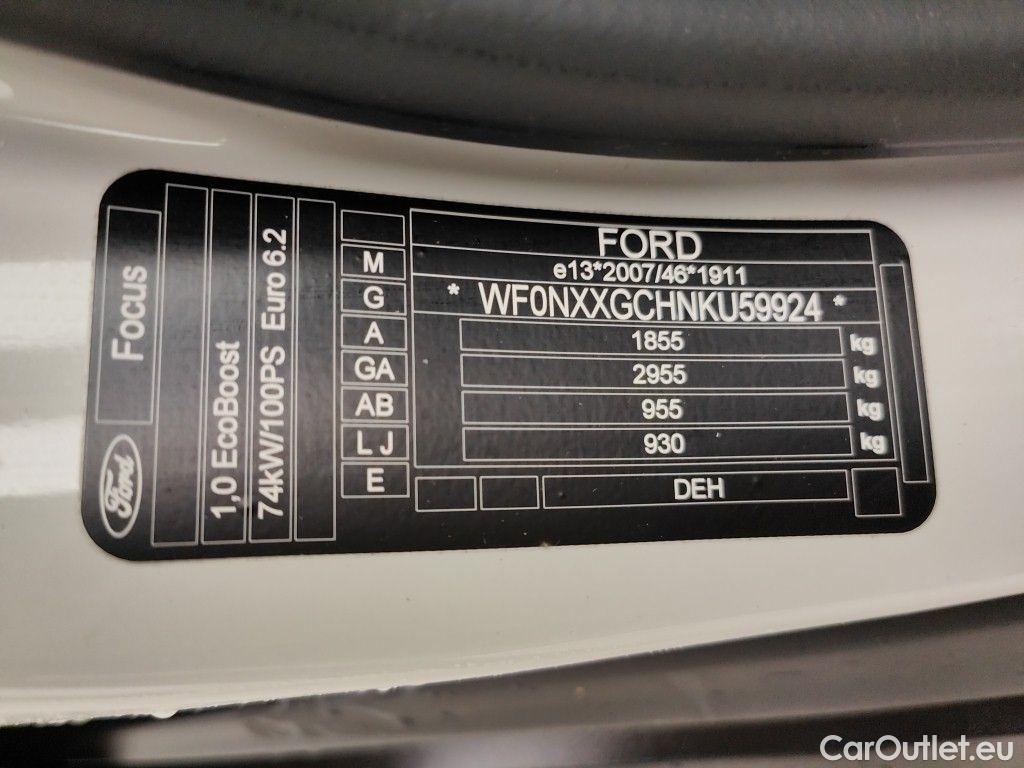 Focus
Ford
1,0 EcoBoost
74kW/100PS Euro 6.2
M
G
A
GA
AB
LJ
E
FORD
e13*2007/46*1911
* WF0NXXGCHNKU59924 *
1855 kg
2955 kg
955 kg
930 kg
DEH
CarOutlet.eu